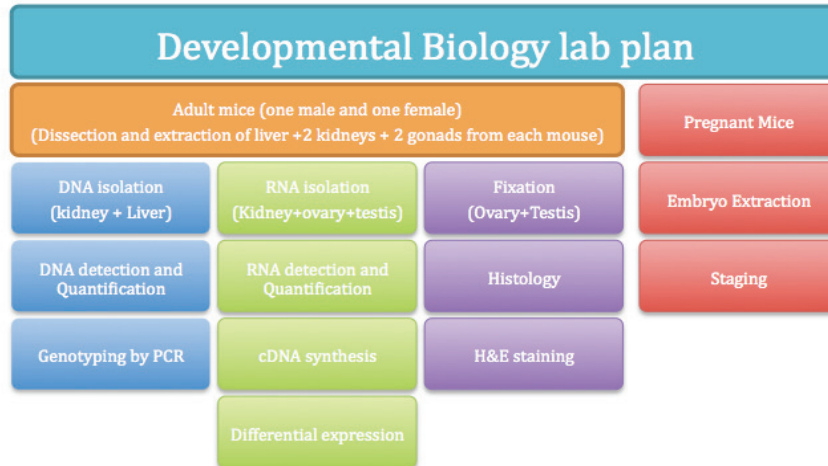 Developmental Biology lab plan
Adult mice (one male and one female)
(Dissection and extraction of liver +2 kidneys + 2 gonads from each mouse)
Pregnant Mice
DNA isolation
(kidney + Liver)
RNA isolation
(Kidney+ovary+testis)
Fixation
(Ovary+Testis)
Embryo Extraction
DNA detection and
Quantification
RNA detection and
Quantification
Histology
Staging
Genotyping by PCR
cDNA synthesis
H&E staining
Differential expression